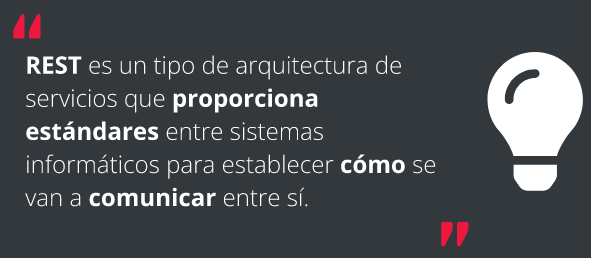 “
REST es un tipo de arquitectura de
servicios que proporciona
estándares entre sistemas
informáticos para establecer cómo se
van a comunicar entre sí.
”